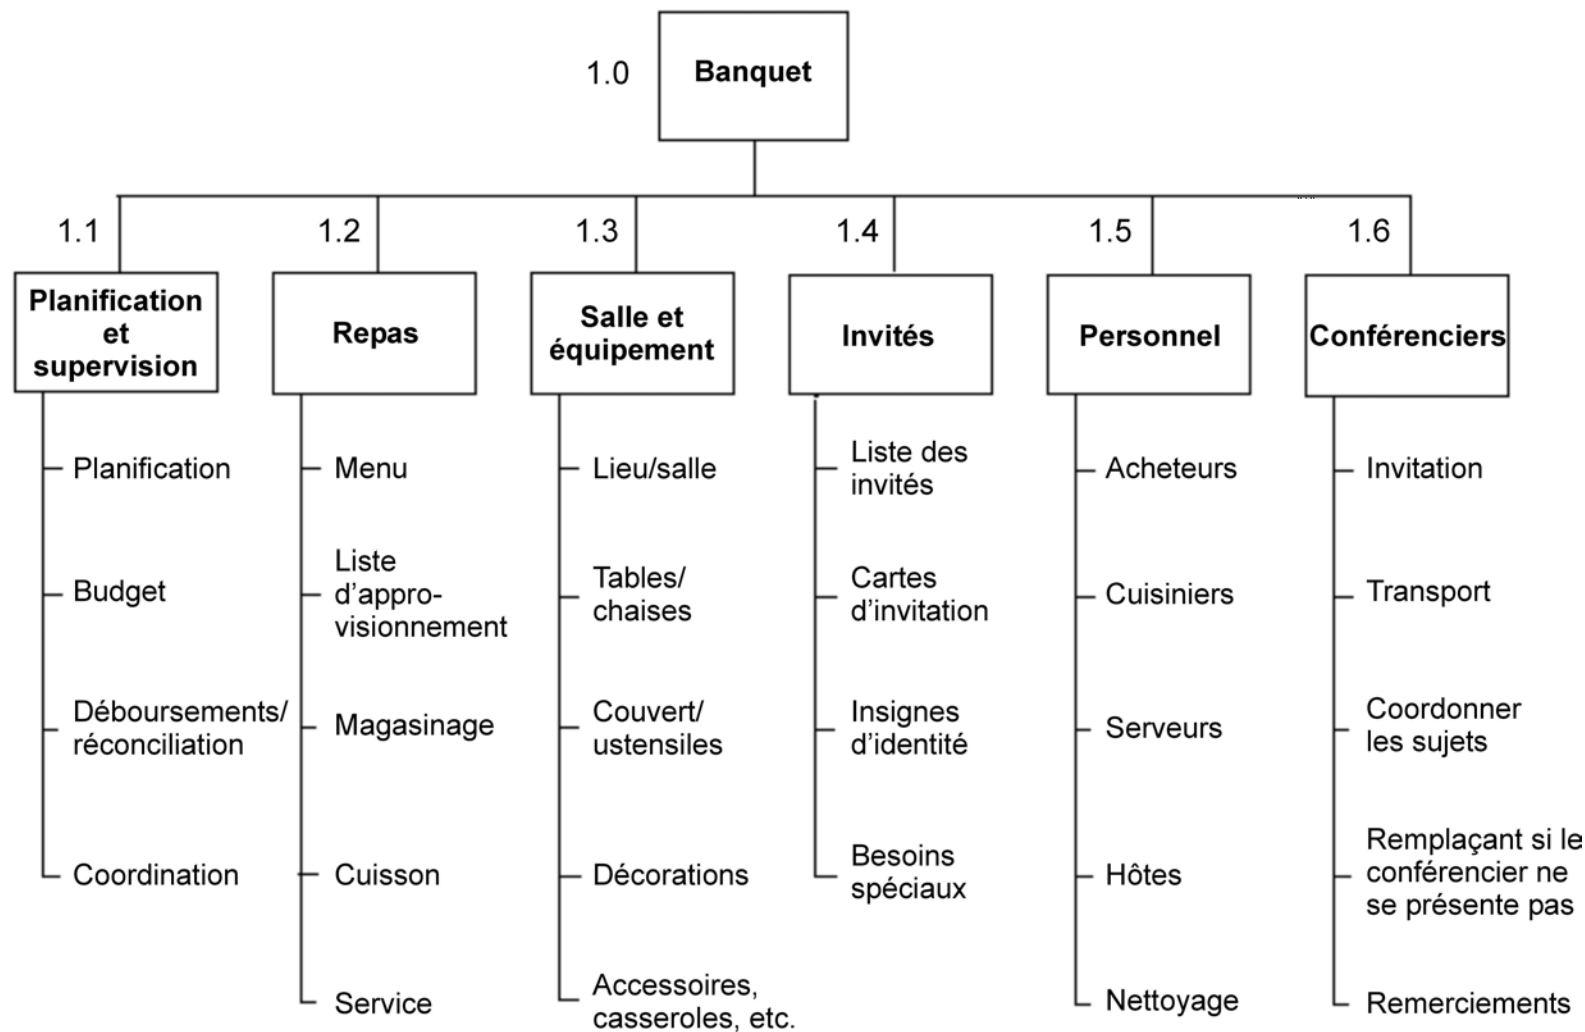 1.0
Banquet
1.1
Planification
et
supervision
Planification
Budget
Déboursements/
réconciliation
Coordination
1.2
Repas
Menu
Liste
d’appro-
visionnement
Magasinage
Cuisson
Service
1.3
Salle et
équipement
Lieu/salle
Tables/
chaises
Couvert/
ustensiles
Décorations
Accessoires,
casseroles, etc.
1.4
Invités
Liste des
invités
Cartes
d’invitation
Insignes
d’identité
Besoins
spéciaux
1.5
Personnel
Acheteurs
Cuisiniers
Serveurs
Hôtes
Nettoyage
1.6
Conférenciers
Invitation
Transport
Coordonner
les sujets
Remplaçant si le
conférencier ne
se présente pas
Remerciements